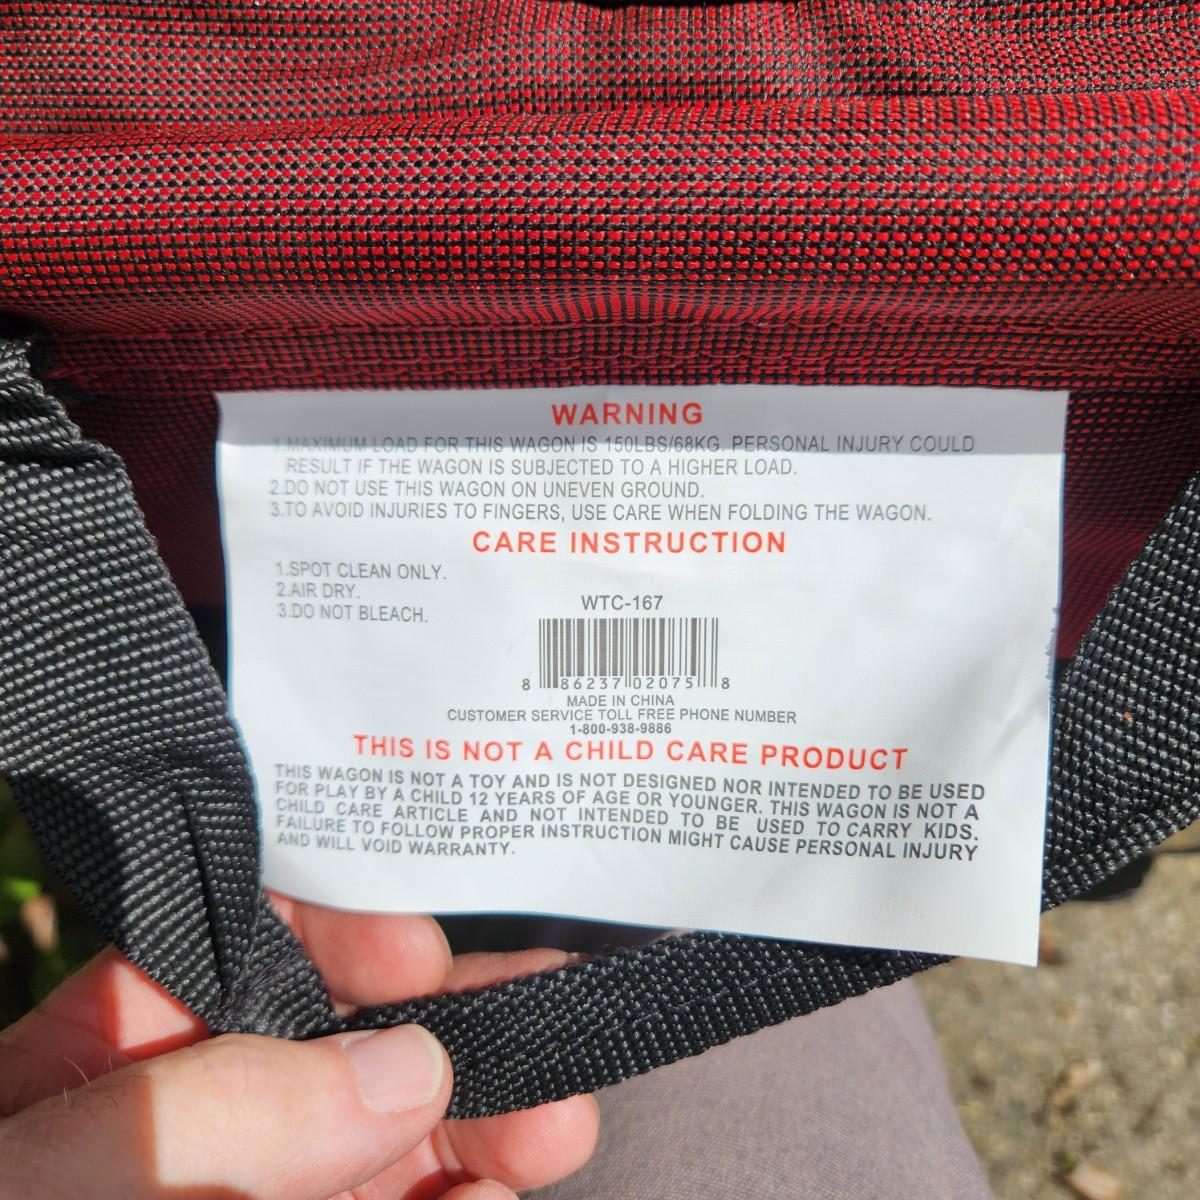 WARNING
1.MAXIMUM LOAD FOR THIS WAGON IS 150LBS/68KG. PERSONAL INJURY COULD
RESULT IF THE WAGON IS SUBJECTED TO A HIGHER LOAD.
2.DO NOT USE THIS WAGON ON UNEVEN GROUND.
3.TO AVOID INJURIES TO FINGERS, USE CARE WHEN FOLDING THE WAGON.
CARE INSTRUCTION
1.SPOT CLEAN ONLY.
2.AIR DRY.
3.DO NOT BLEACH.
WTC-167
8 86237 02075 8
MADE IN CHINA
CUSTOMER SERVICE TOLL FREE PHONE NUMBER
1-800-938-9886
THIS IS NOT A CHILD CARE PRODUCT
THIS WAGON IS NOT A TOY AND IS NOT DESIGNED NOR INTENDED TO BE USED
FOR PLAY BY A CHILD 12 YEARS OF AGE OR YOUNGER. THIS WAGON IS NOT A
CHILD CARE ARTICLE AND NOT INTENDED TO BE USED TO CARRY KIDS.
FAILURE TO FOLLOW PROPER INSTRUCTION MIGHT CAUSE PERSONAL INJURY
AND WILL VOID WARRANTY.